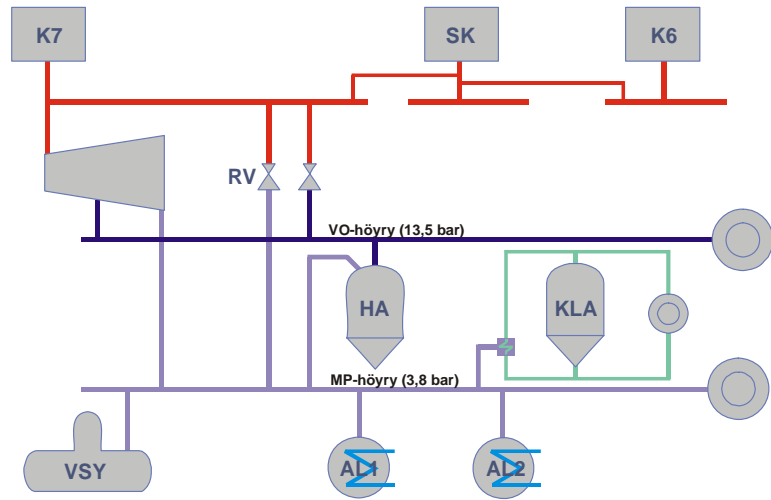 K7
SK
K6
RV
VO-höyry (13,5 bar)
HA
KLA
MP-höyry (3,8 bar)
VSY
AL1
AL2